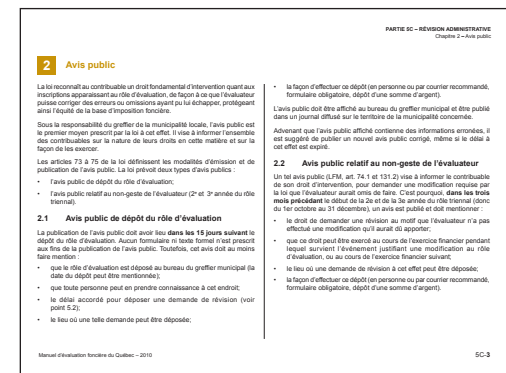 PARTIE 5C – RÉVISION ADMINISTRATIVE
Chapitre 2 – Avis public
2 Avis public
La loi reconnaît au contribuable un droit fondamental d'intervention quant aux
inscriptions apparaissant au rôle d'évaluation, de façon à ce que l'évaluateur
puisse corriger des erreurs ou omissions ayant pu lui échapper, protégeant
ainsi l'équité de la base d'imposition foncière.
Sous la responsabilité du greffier de la municipalité locale, l'avis public est
le premier moyen prescrit par la loi à cet effet. Il vise à informer l'ensemble
des contribuables sur la nature de leurs droits en cette matière et sur la
façon de les exercer.
Les articles 73 à 75 de la loi définissent les modalités d'émission et de
publication de l'avis public. La loi prévoit deux types d'avis publics :
• l'avis public de dépôt du rôle d'évaluation;
• l'avis public relatif au non-geste de l'évaluateur (2e et 3e année du rôle
triennal).
2.1 Avis public de dépôt du rôle d'évaluation
La publication de l'avis public doit avoir lieu dans les 15 jours suivant le
dépôt du rôle d'évaluation. Aucun formulaire ni texte formel n'est prescrit
aux fins de la publication de l'avis public. Toutefois, cet avis doit au moins
faire mention :
• que le rôle d'évaluation est déposé au bureau du greffier municipal (la
date du dépôt peut être mentionnée);
• que toute personne peut en prendre connaissance à cet endroit;
• le délai accordé pour déposer une demande de révision (voir
point 5.2);
• le lieu où une telle demande peut être déposée;
• la façon d'effectuer ce dépôt (en personne ou par courrier recommandé,
formulaire obligatoire, dépôt d'une somme d'argent).
L'avis public doit être affiché au bureau du greffier municipal et être publié
dans un journal diffusé sur le territoire de la municipalité concernée.
Advenant que l'avis public affiché contienne des informations erronées, il
est suggéré de publier un nouvel avis public corrigé, même si le délai à
cet effet est expiré.
2.2 Avis public relatif au non-geste de l'évaluateur
Un tel avis public (LFM, art. 74.1 et 131.2) vise à informer le contribuable
de son droit d'intervention, pour demander une modification requise par
la loi que l'évaluateur aurait omis de faire. C'est pourquoi, dans les trois
mois précédant le début de la 2e et de la 3e année du rôle triennal (donc
du 1er octobre au 31 décembre), un avis est publié et doit mentionner :
• le droit de demander une révision au motif que l'évaluateur n'a pas
effectué une modification qu'il aurait dû apporter;
• que ce droit peut être exercé au cours de l'exercice financier pendant
lequel survient l'événement justifiant une modification au rôle
d'évaluation, ou au cours de l'exercice financier suivant;
• le lieu où une demande de révision à cet effet peut être déposée;
• la façon d'effectuer ce dépôt (en personne ou par courrier recommandé,
formulaire obligatoire, dépôt d'une somme d'argent).
Manuel d'évaluation foncière du Québec – 2010
5C-3